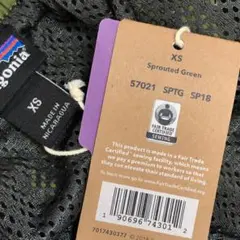 gonia
XS
MADE IN
NICARAGUA
XS
Sprouted Green
57021 SPTG SP18
FAIR TRADE
CERTIFIED
SEWING
This product is made in a Fair Trade
Certified™ sewing facility, which means
we pay a premium for workers so that
they can elevate their standard of living.
1 90696 74301 2